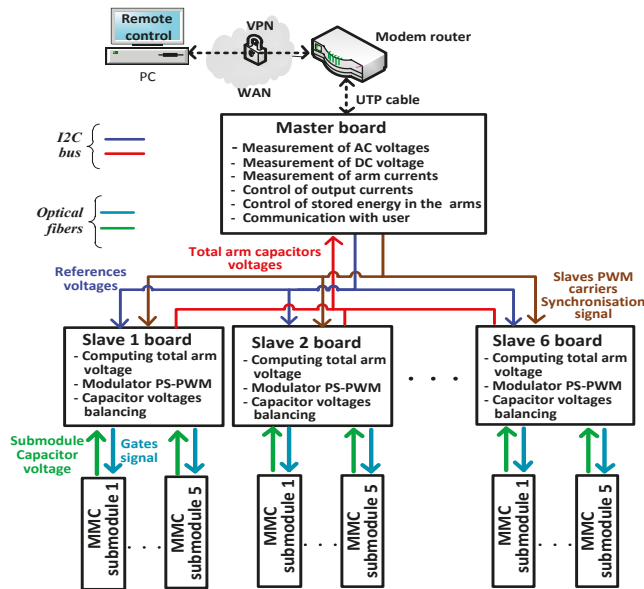 Remote
control
PC
VPN
WAN
Modem router
UTP cable
I2C
bus
Optical
fibers
Master board
- Measurement of AC voltages
- Measurement of DC voltage
- Measurement of arm currents
- Control of output currents
- Control of stored energy in the arms
- Communication with user
Total arm capacitors
voltages
References
voltages
Slaves PWM
carriers
Synchronisation
signal
Slave 1 board
- Computing total arm
voltage
- Modulator PS-PWM
- Capacitor voltages
balancing
Slave 2 board
- Computing total arm
voltage
- Modulator PS-PWM
- Capacitor voltages
balancing
. . .
Slave 6 board
- Computing total arm
voltage
- Modulator PS-PWM
- Capacitor voltages
balancing
Submodule
Capacitor
voltage
Gates
signal
MMC
submodule 1
. . .
MMC
submodule 5
MMC
submodule 1
. . .
MMC
submodule 5
MMC
submodule 1
. . .
MMC
submodule 5